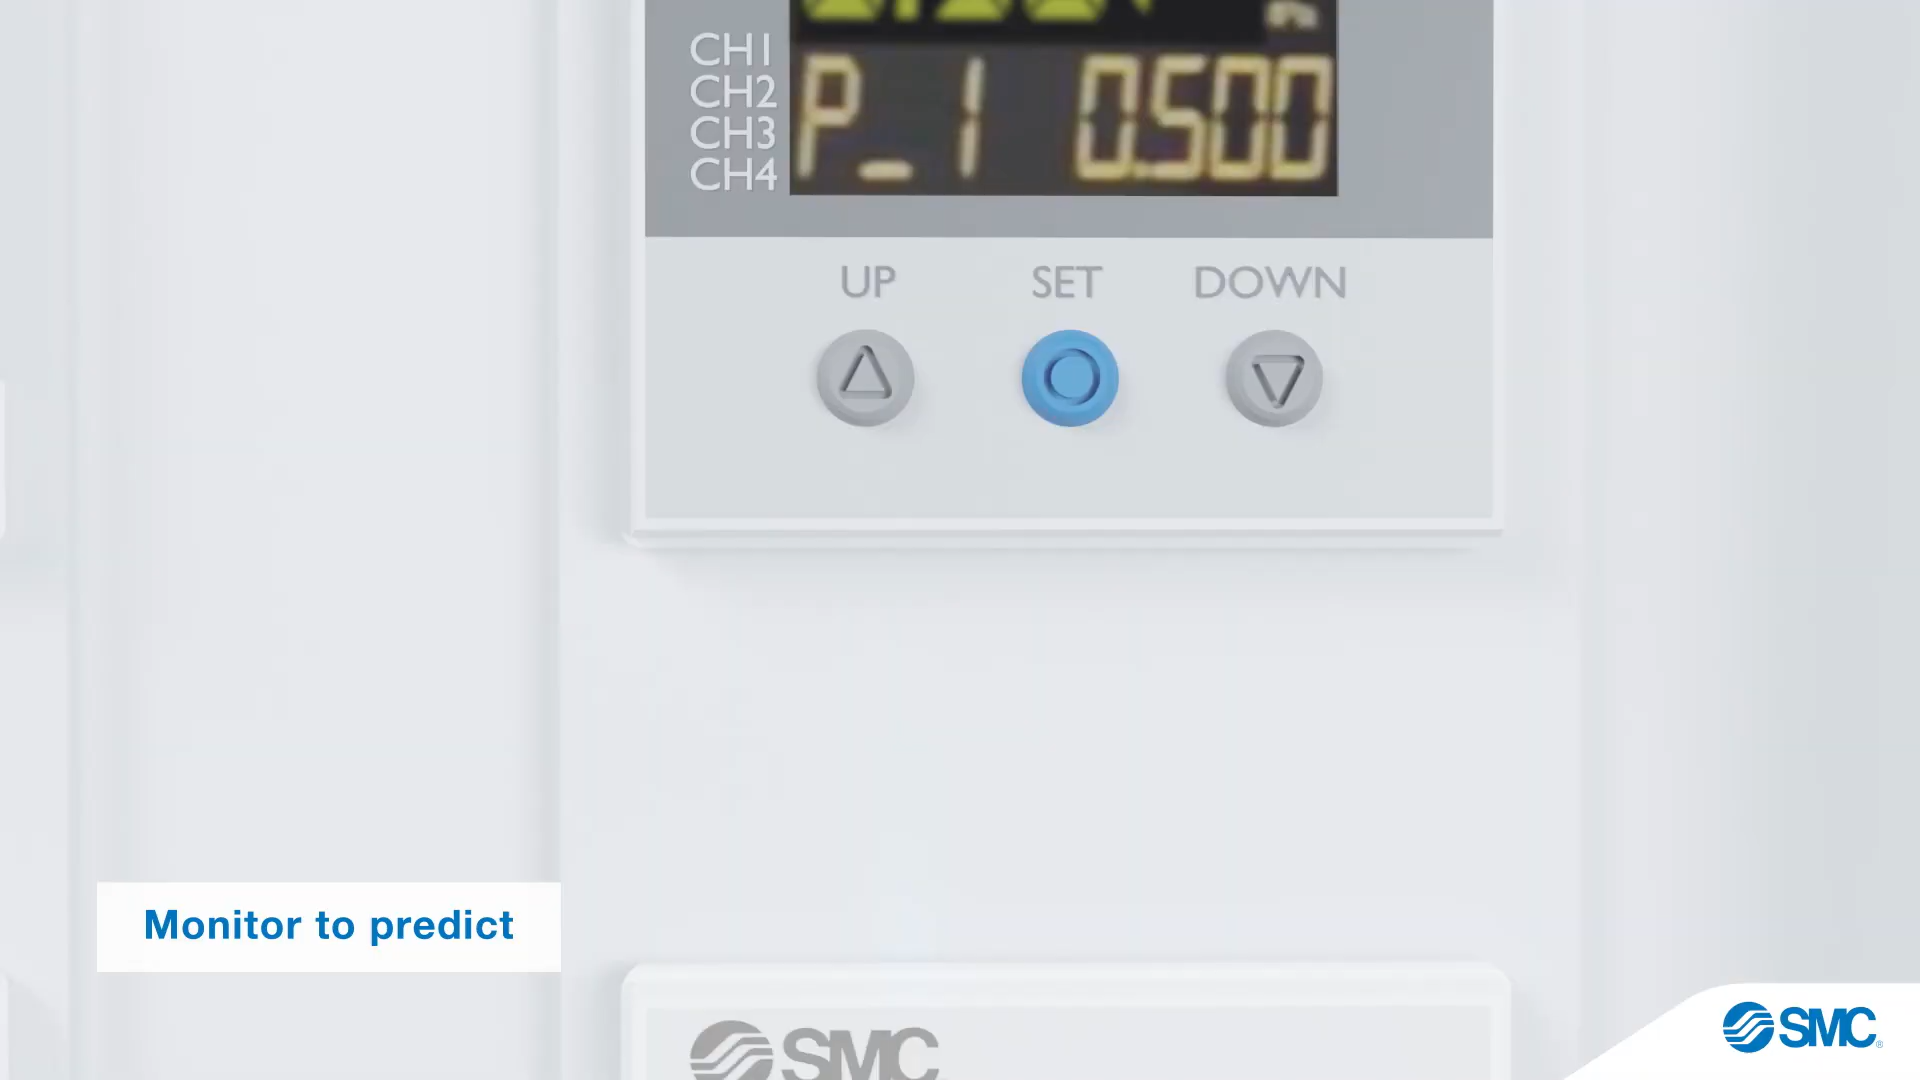 CH1
CH2
CH3
CH4
P_1 0.500
UP SET DOWN
Monitor to predict
SMC
SMC®